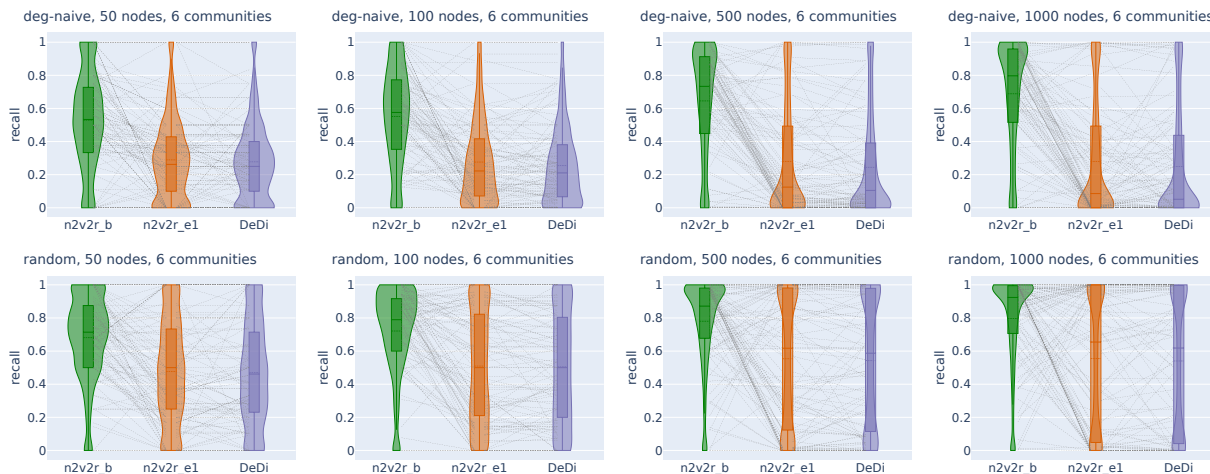 deg-naive, 50 nodes, 6 communities
deg-naive, 100 nodes, 6 communities
deg-naive, 500 nodes, 6 communities
deg-naive, 1000 nodes, 6 communities
1 0.8 0.6 0.4 0.2 0
recall
n2v2r_b n2v2r_e1 DeDi
1 0.8 0.6 0.4 0.2 0
recall
n2v2r_b n2v2r_e1 DeDi
1 0.8 0.6 0.4 0.2 0
recall
n2v2r_b n2v2r_e1 DeDi
1 0.8 0.6 0.4 0.2 0
recall
n2v2r_b n2v2r_e1 DeDi
random, 50 nodes, 6 communities
random, 100 nodes, 6 communities
random, 500 nodes, 6 communities
random, 1000 nodes, 6 communities
1 0.8 0.6 0.4 0.2 0
recall
n2v2r_b n2v2r_e1 DeDi
1 0.8 0.6 0.4 0.2 0
recall
n2v2r_b n2v2r_e1 DeDi
1 0.8 0.6 0.4 0.2 0
recall
n2v2r_b n2v2r_e1 DeDi
1 0.8 0.6 0.4 0.2 0
recall
n2v2r_b n2v2r_e1 DeDi